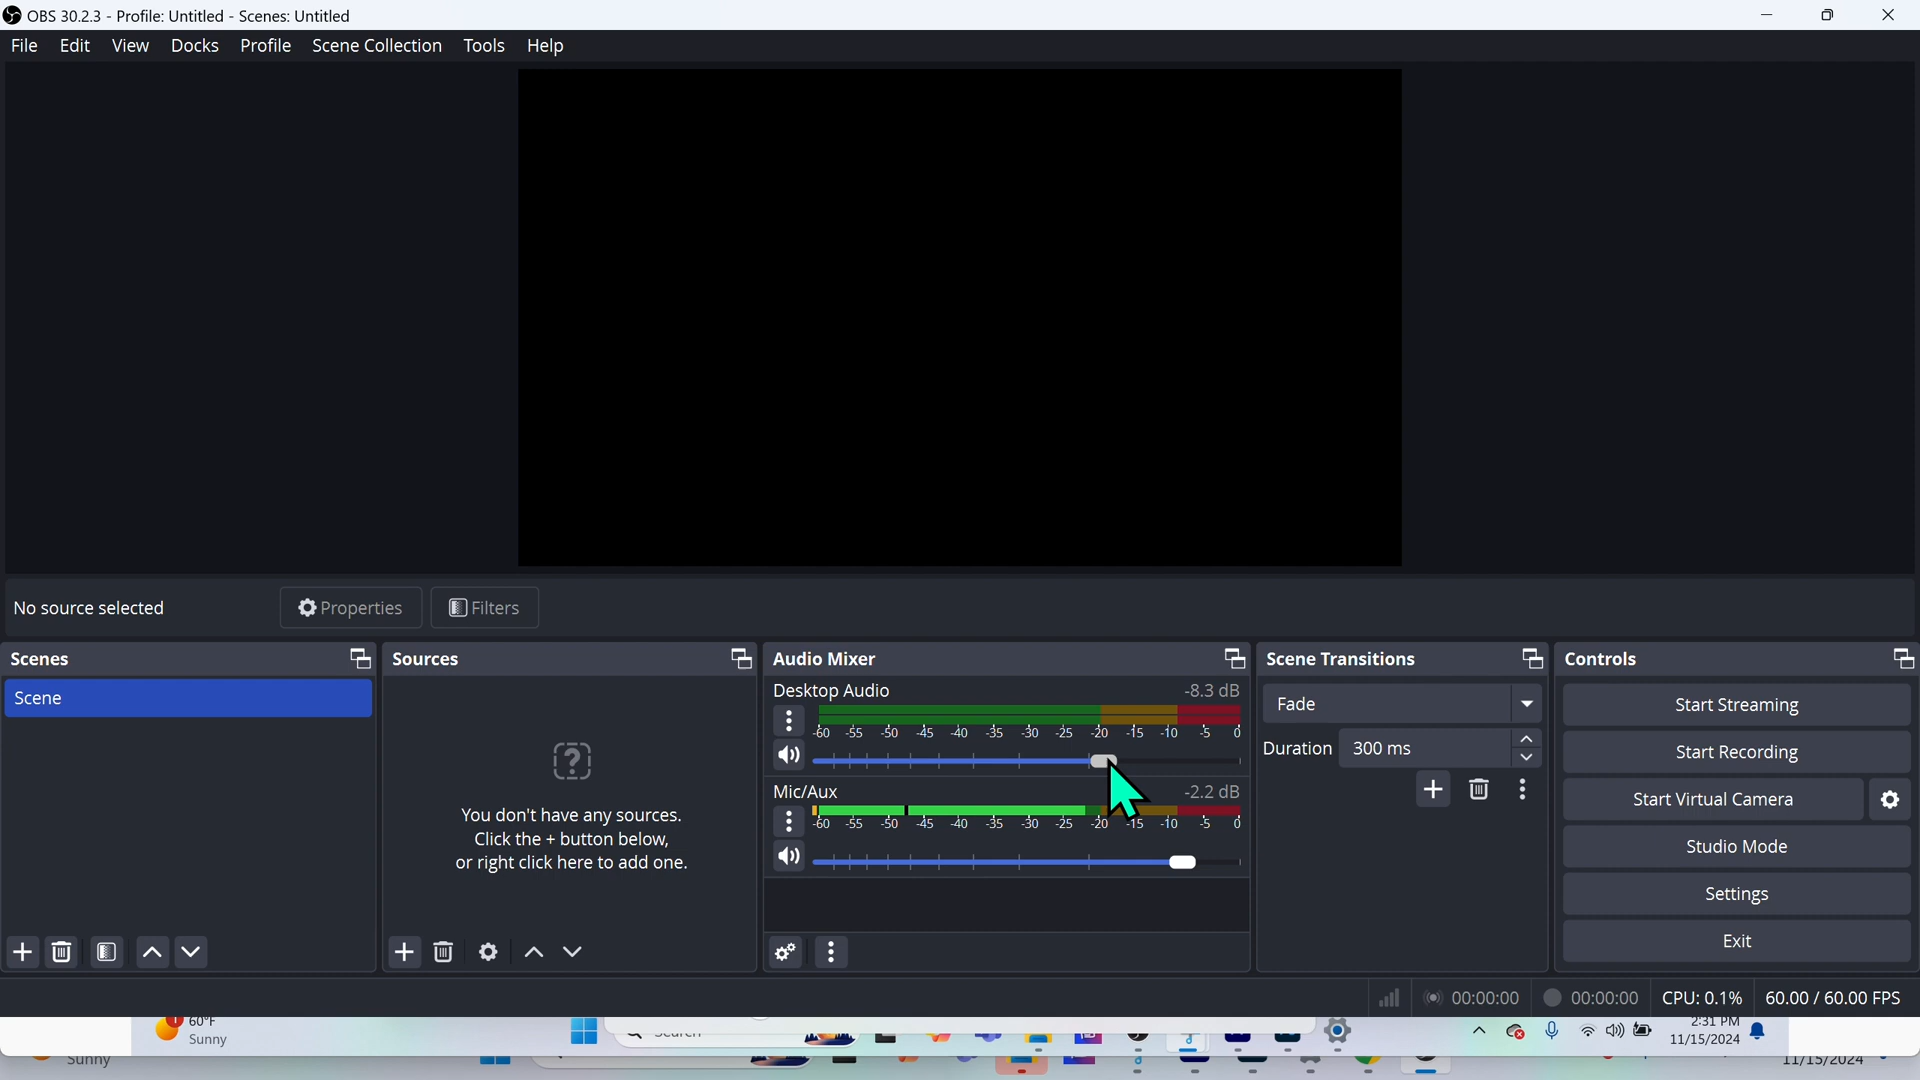 OBS 30.2.3 - Profile: Untitled - Scenes: Untitled
File Edit View Docks Profile Scene Collection Tools Help
No source selected Properties Filters
Scenes
Scene
Sources
You don't have any sources.
Click the + button below,
or right click here to add one.
Audio Mixer
Desktop Audio -8.3 dB
-60 -55 -50 -45 -40 -35 -30 -25 -20 -15 -10 -5 0
Mic/Aux -2.2 dB
-60 -55 -50 -45 -40 -35 -30 -25 -20 -15 -10 -5 0
Scene Transitions
Fade
Duration 300 ms
Controls
Start Streaming
Start Recording
Start Virtual Camera
Studio Mode
Settings
Exit
00:00:00 00:00:00 CPU: 0.1% 60.00 / 60.00 FPS
1 60°F
Sunny
Search
2:31 PM
11/15/2024
Sunny
11/15/2024